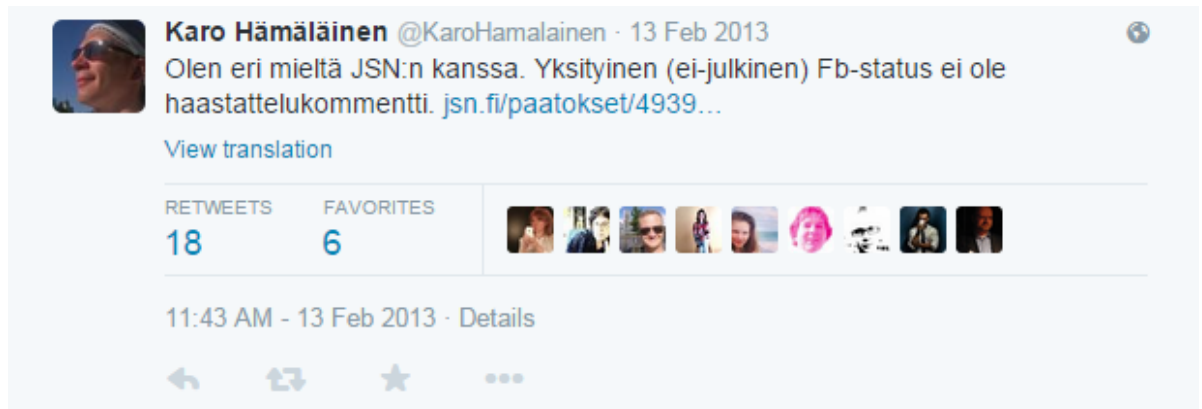 Karo Hämäläinen @KaroHamalainen · 13 Feb 2013
Olen eri mieltä JSN:n kanssa. Yksityinen (ei-julkinen) Fb-status ei ole
haastattelukommentti. jsn.fi/paatokset/4939…
View translation
RETWEETS FAVORITES
18 6
11:43 AM - 13 Feb 2013 · Details